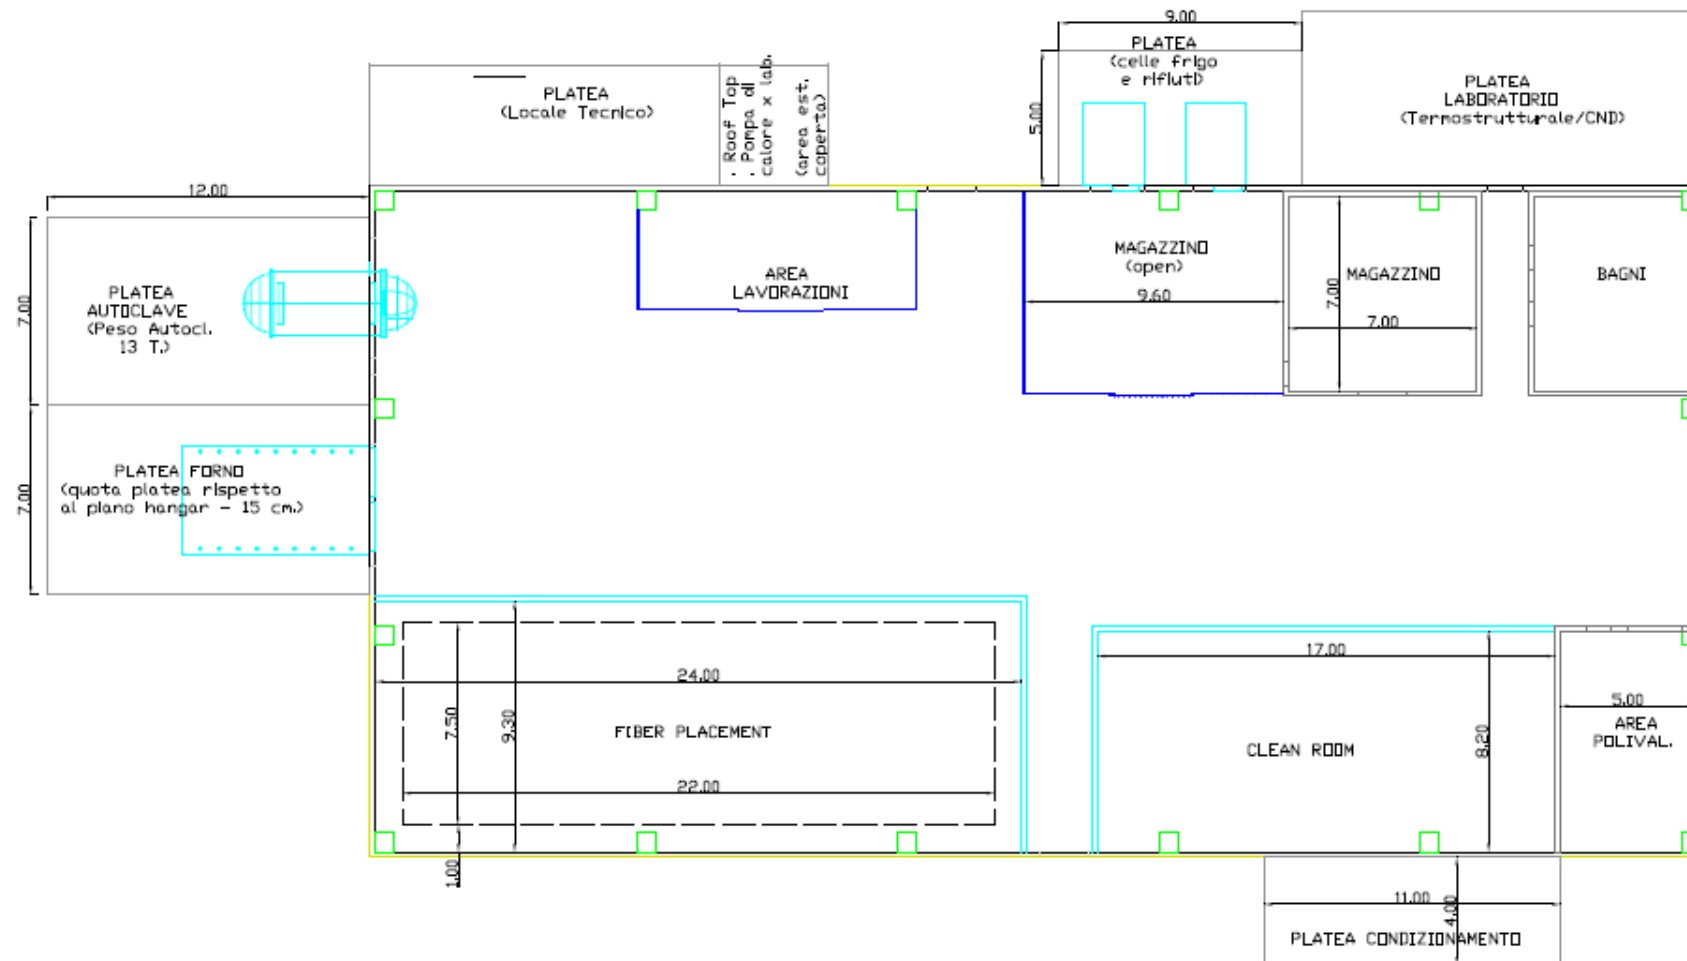 9.00
PLATEA
(celle frigo
e rifiuti)
5.00
PLATEA
(Locale Tecnico)
. Roof Top
. Pompa di
calore x lab.
(area est.
coperta)
PLATEA
LABORATORIO
(Termostrutturale/CND)
12.00
7.00
PLATEA
AUTOCLAVE
(Peso Autocl.
13 T.)
AREA
LAVORAZIONI
MAGAZZINO
(open)
9.60
MAGAZZINO
7.00
7.00
BAGNI
7.00
PLATEA FORNO
(quota platea rispetto
al piano hangar - 15 cm.)
24.00
7.50
9.30
FIBER PLACEMENT
22.00
1.00
17.00
8.20
CLEAN ROOM
5.00
AREA
POLIVAL.
11.00
4.00
PLATEA CONDIZIONAMENTO